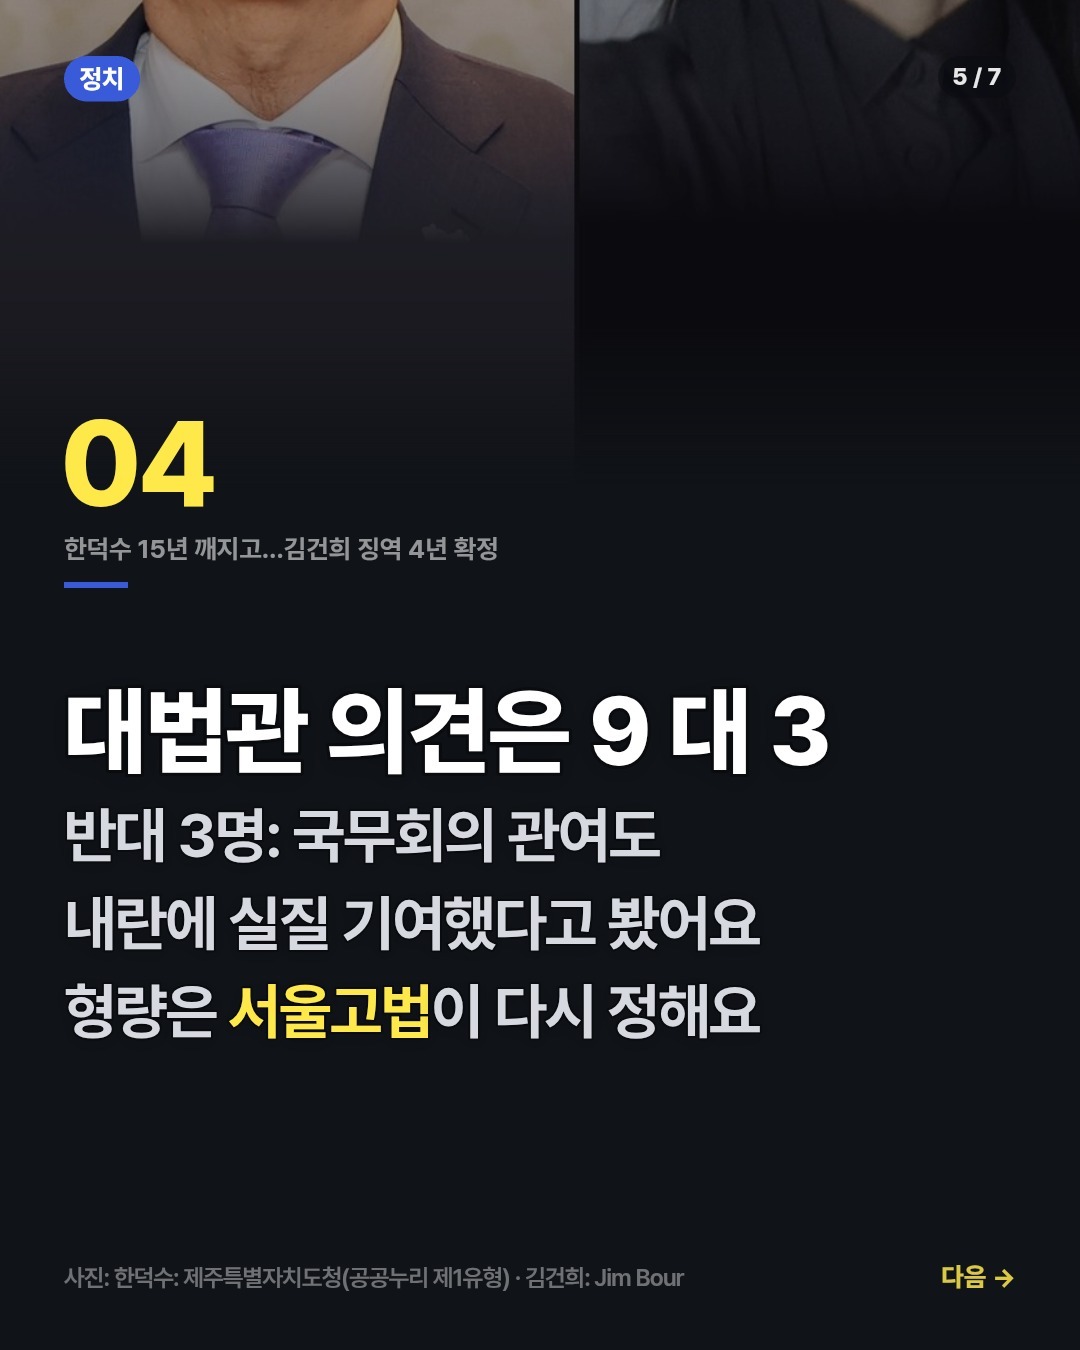 정치
5 / 7
04
한덕수 15년 깨지고...김건희 징역 4년 확정
대법관 의견은 9 대 3
반대 3명: 국무회의 관여도
내란에 실질 기여했다고 봤어요
형량은 서울고법이 다시 정해요
사진: 한덕수: 제주특별자치도청(공공누리 제1유형) · 김건희: Jim Bour
다음 →